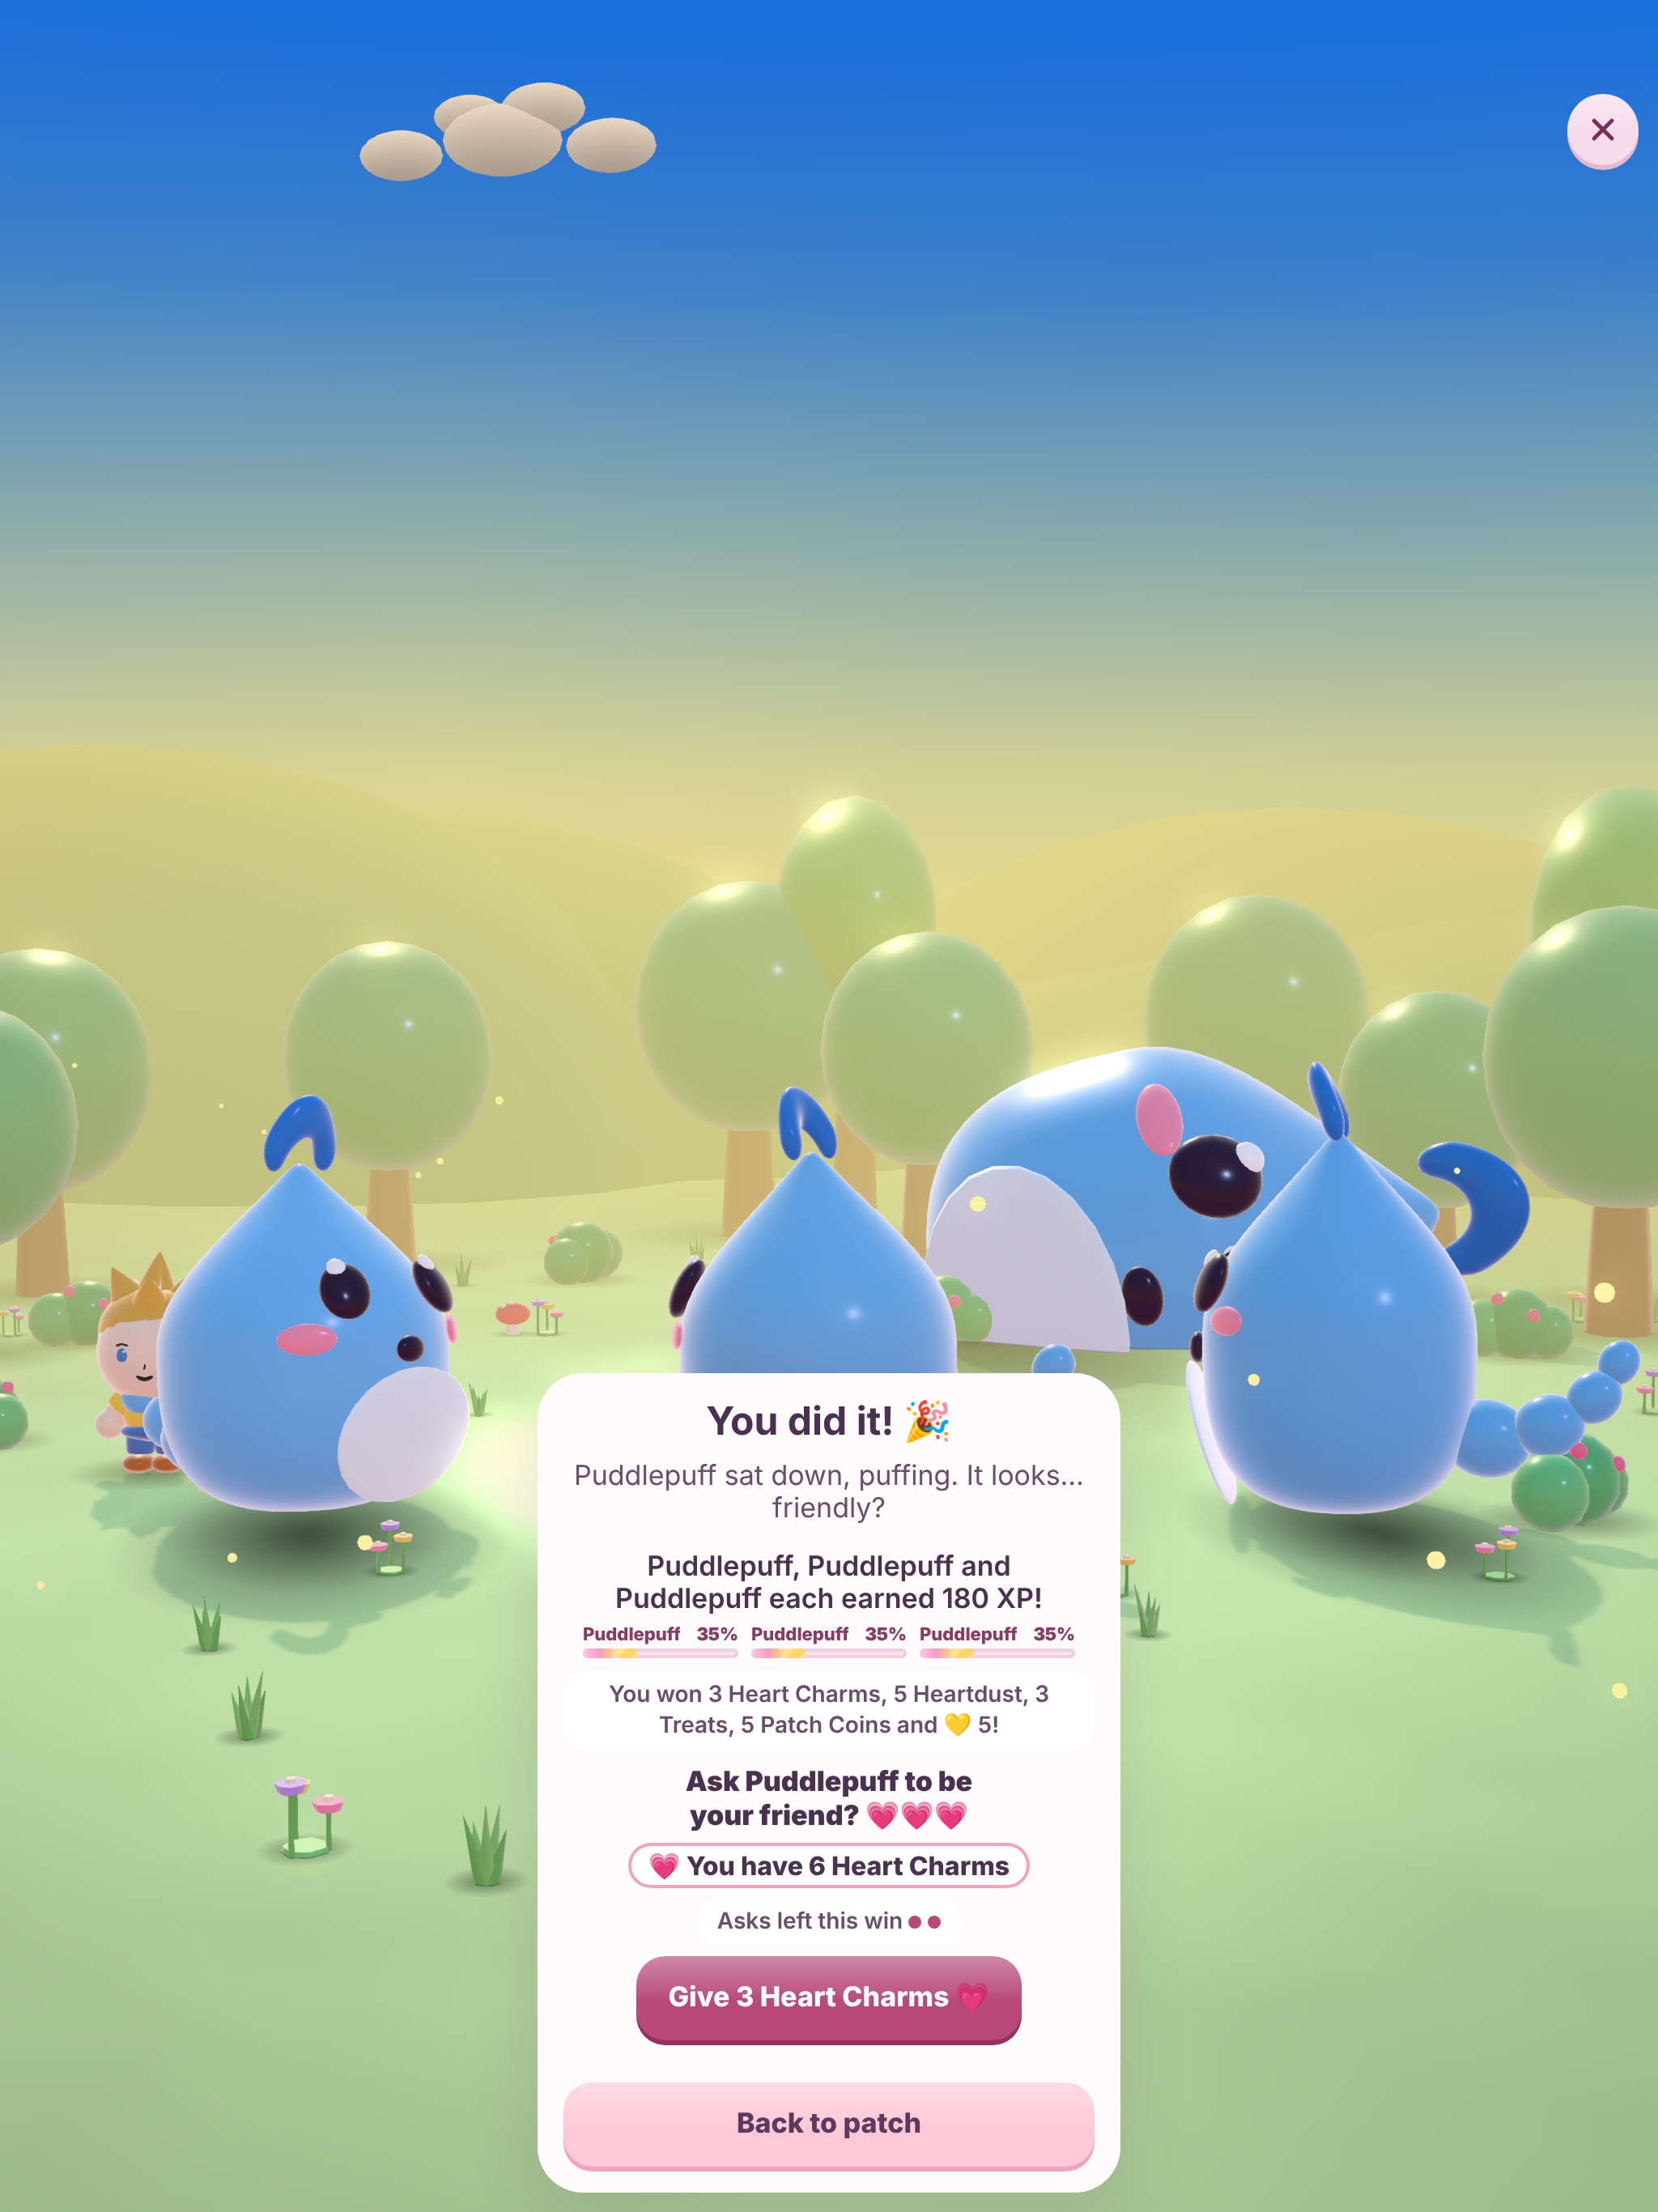 You did it! 🎉
Puddlepuff sat down, puffing. It looks...
friendly?
Puddlepuff, Puddlepuff and
Puddlepuff each earned 180 XP!
Puddlepuff 35% Puddlepuff 35% Puddlepuff 35%
You won 3 Heart Charms, 5 Heartdust, 3
Treats, 5 Patch Coins and 💛 5!
Ask Puddlepuff to be
your friend? 💗💗💗
💗 You have 6 Heart Charms
Asks left this win ●●
Give 3 Heart Charms 💗
Back to patch